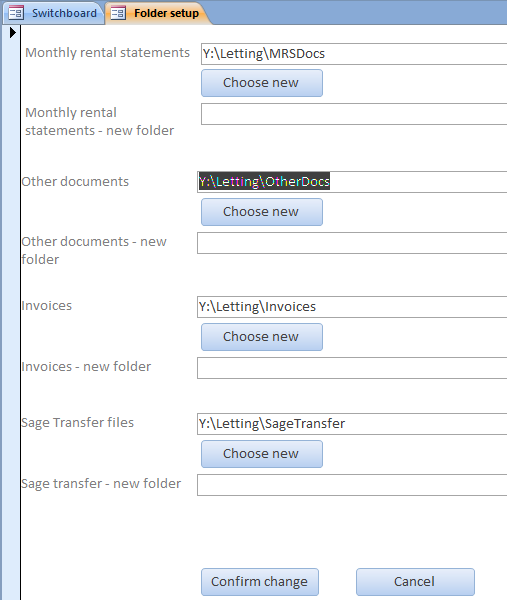 Switchboard
Folder setup
Monthly rental statements
Y:\Letting\MRSDocs
Choose new
Monthly rental
statements - new folder
Other documents
Y:\Letting\OtherDocs
Choose new
Other documents - new
folder
Invoices
Y:\Letting\Invoices
Choose new
Invoices - new folder
Sage Transfer files
Y:\Letting\SageTransfer
Choose new
Sage transfer - new folder
Confirm change
Cancel